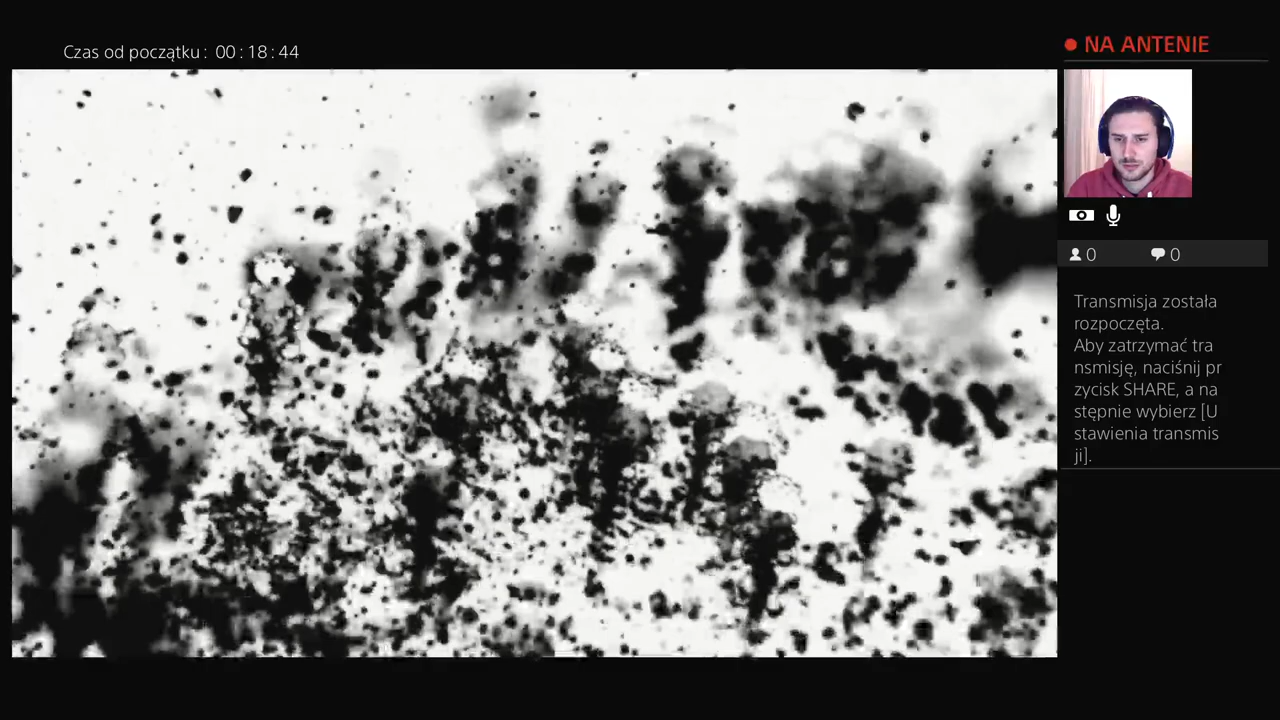 Czas od początku : 00 : 18 : 44
NA ANTENIE
0
0
Transmisja została
rozpoczęta.
Aby zatrzymać tra
nsmisję, naciśnij pr
zycisk SHARE, a na
stępnie wybierz [U
stawienia transmis
ji].